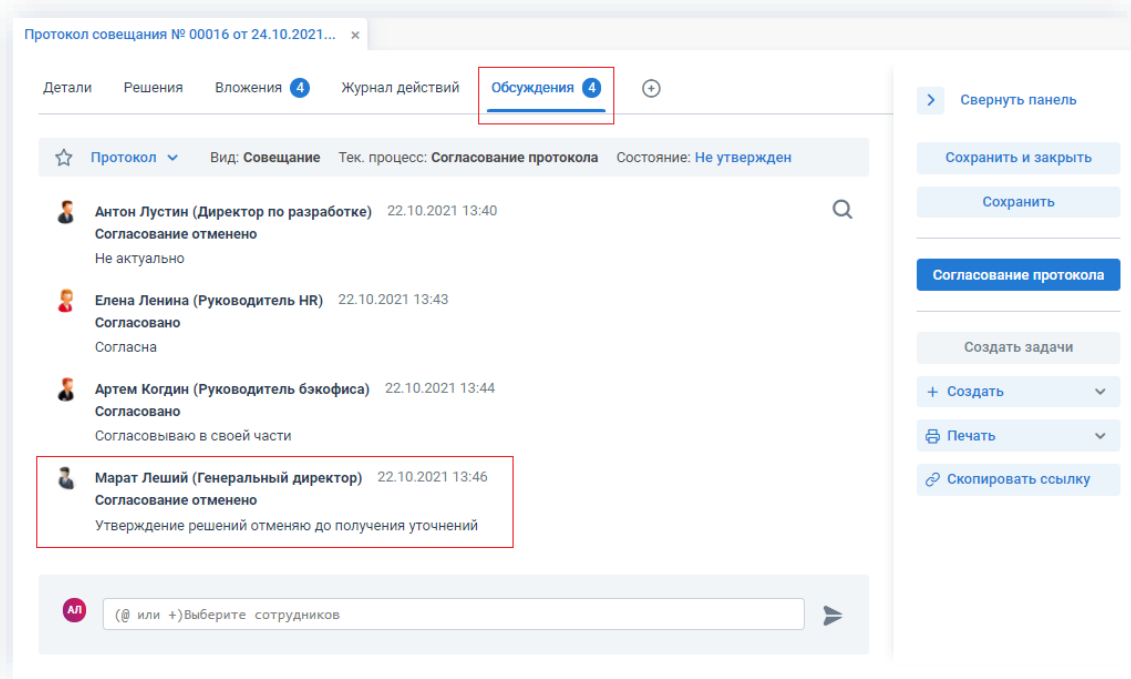 Протокол совещания № 00016 от 24.10.2021... ×
Детали Решения Вложения 4 Журнал действий Обсуждения 4
Протокол Вид: Совещание Тек. процесс: Согласование протокола Состояние: Не утвержден
Антон Лустин (Директор по разработке) 22.10.2021 13:40
Согласование отменено
Не актуально
Елена Ленина (Руководитель HR) 22.10.2021 13:43
Согласовано
Согласна
Артем Когдин (Руководитель бэкофиса) 22.10.2021 13:44
Согласовано
Согласовываю в своей части
Марат Леший (Генеральный директор) 22.10.2021 13:46
Согласование отменено
Утверждение решений отменяю до получения уточнений
АЛ (@ или +)Выберите сотрудников
Свернуть панель
Сохранить и закрыть
Сохранить
Согласование протокола
Создать задачи
+ Создать
Печать
Скопировать ссылку